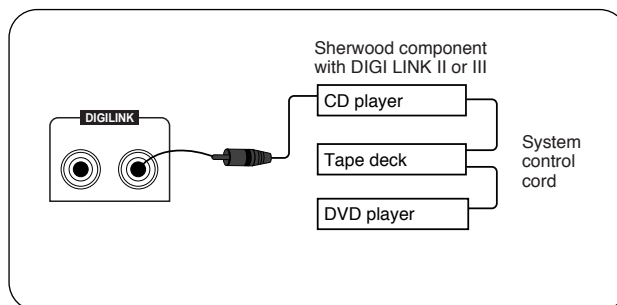 Sherwood component
with DIGI LINK II or III
DIGILINK
CD player
Tape deck
DVD player
System
control
cord